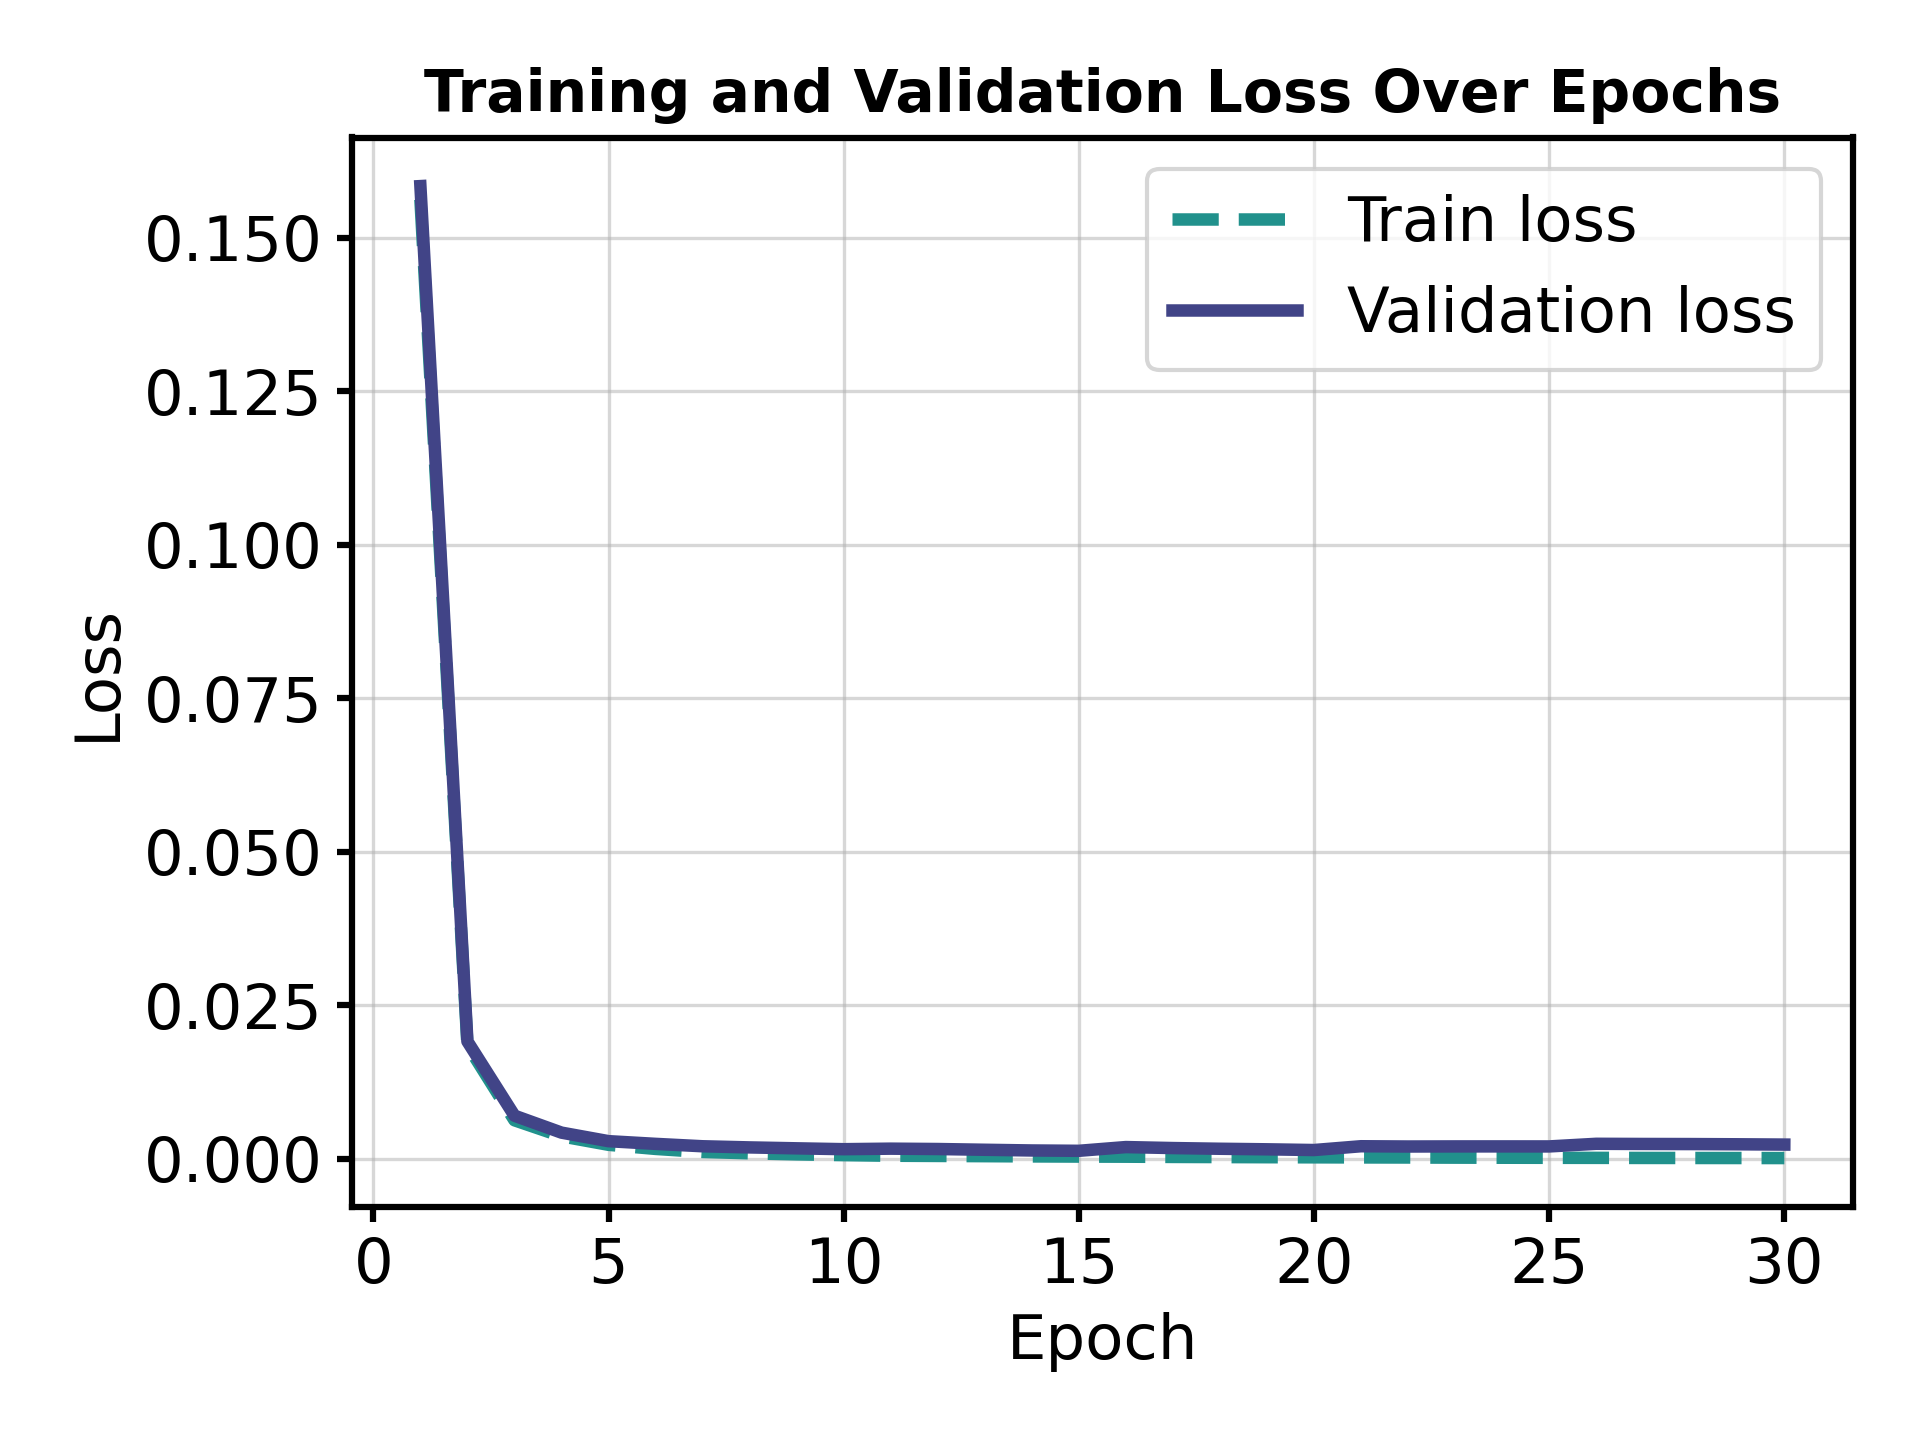 Training and Validation Loss Over Epochs
Train loss
Validation loss
0.150
0.125
0.100
0.075
0.050
0.025
0.000
Loss
0 5 10 15 20 25 30
Epoch